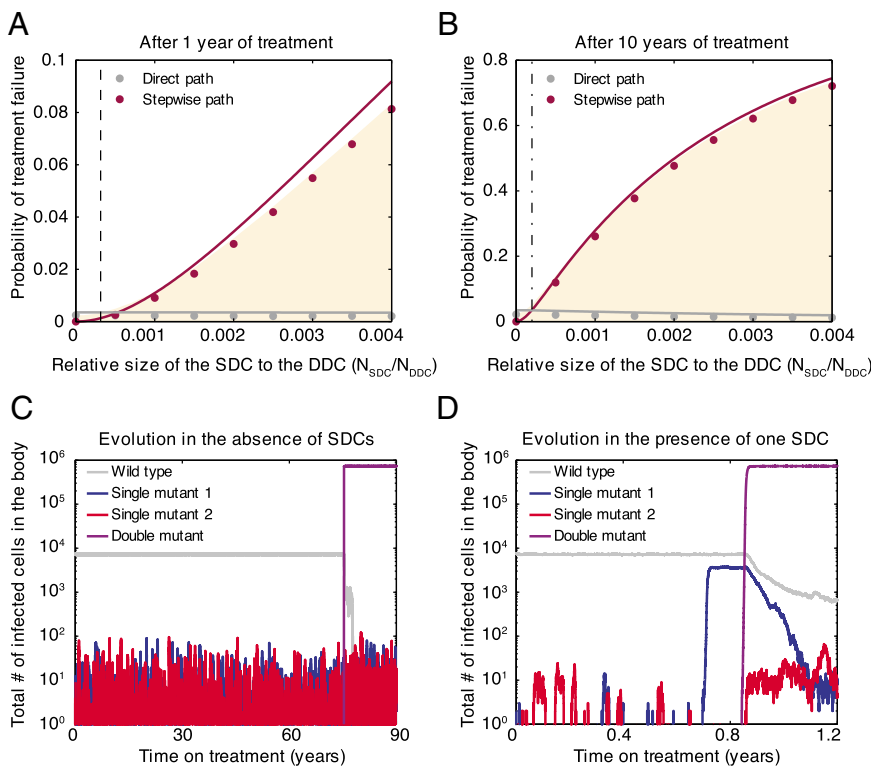 A
After 1 year of treatment
Probability of treatment failure
0.1
0.08
0.06
0.04
0.02
0
Direct path
Stepwise path
0
0.001
0.002
0.003
0.004
Relative size of the SDC to the DDC (N_SDC/N_DDC)
B
After 10 years of treatment
Probability of treatment failure
0.8
0.6
0.4
0.2
0
Direct path
Stepwise path
0
0.001
0.002
0.003
0.004
Relative size of the SDC to the DDC (N_SDC/N_DDC)
C
Evolution in the absence of SDCs
Total # of infected cells in the body
10^6
10^5
10^4
10^3
10^2
10^1
10^0
Wild type
Single mutant 1
Single mutant 2
Double mutant
0
30
60
90
Time on treatment (years)
D
Evolution in the presence of one SDC
Total # of infected cells in the body
10^6
10^5
10^4
10^3
10^2
10^1
10^0
Wild type
Single mutant 1
Single mutant 2
Double mutant
0
0.4
0.8
1.2
Time on treatment (years)